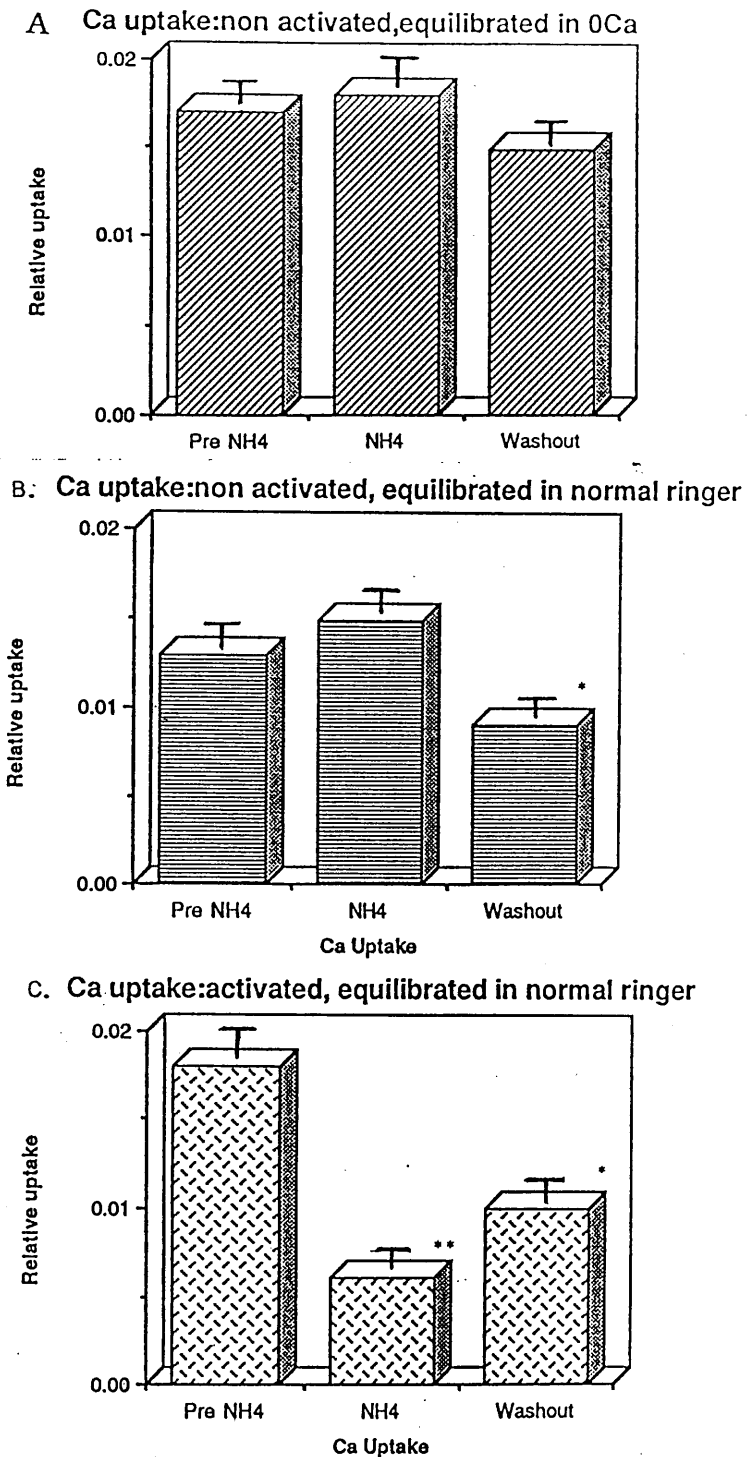 A Ca uptake:non activated,equilibrated in 0Ca
0.02
0.01
0.00
Relative uptake
Pre NH4 NH4 Washout
B. Ca uptake:non activated, equilibrated in normal ringer
0.02
0.01
0.00
Relative uptake
*
Pre NH4 NH4 Washout
Ca Uptake
C. Ca uptake:activated, equilibrated in normal ringer
0.02
0.01
0.00
Relative uptake
**
*
Pre NH4 NH4 Washout
Ca Uptake